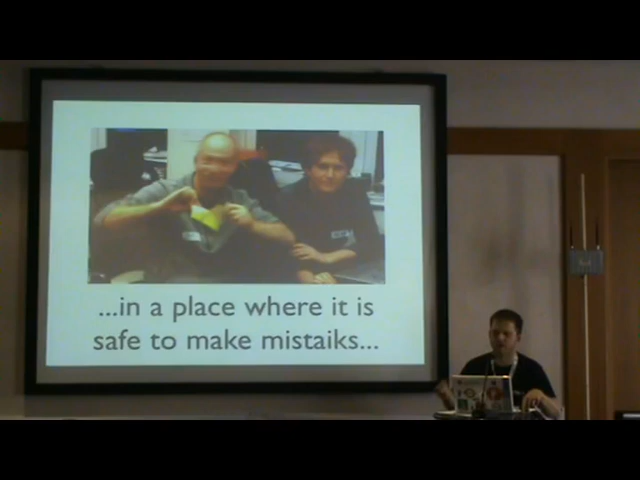 ...in a place where it is
safe to make mistaiks...